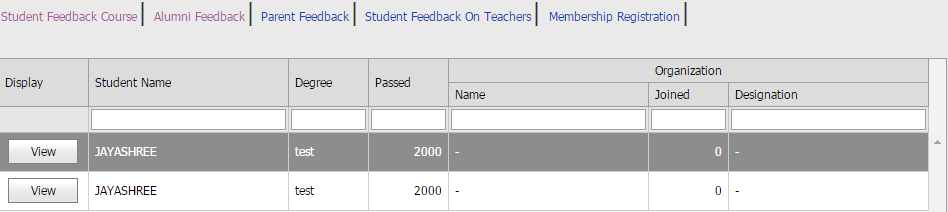 Student Feedback Course | Alumni Feedback | Parent Feedback | Student Feedback On Teachers | Membership Registration |
Organization
Display Student Name Degree Passed
Name Joined Designation
View JAYASHREE test 2000 - 0 -
View JAYASHREE test 2000 - 0 -